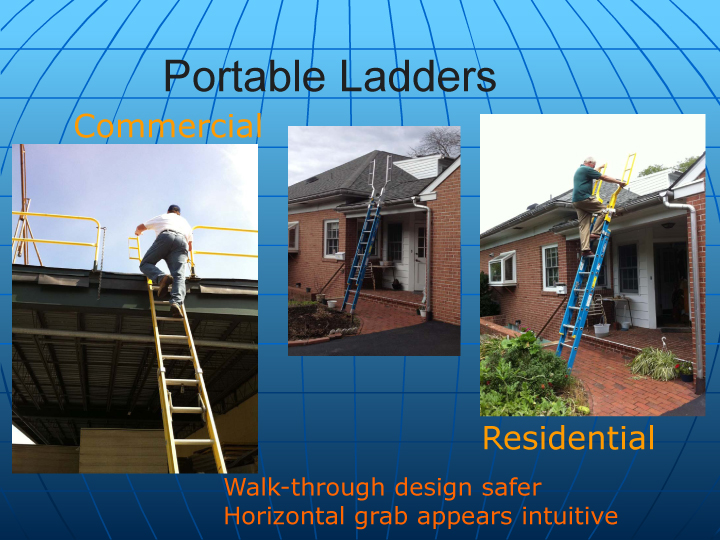 Portable Ladders
Commercial
Residential
Walk-through design safer
Horizontal grab appears intuitive